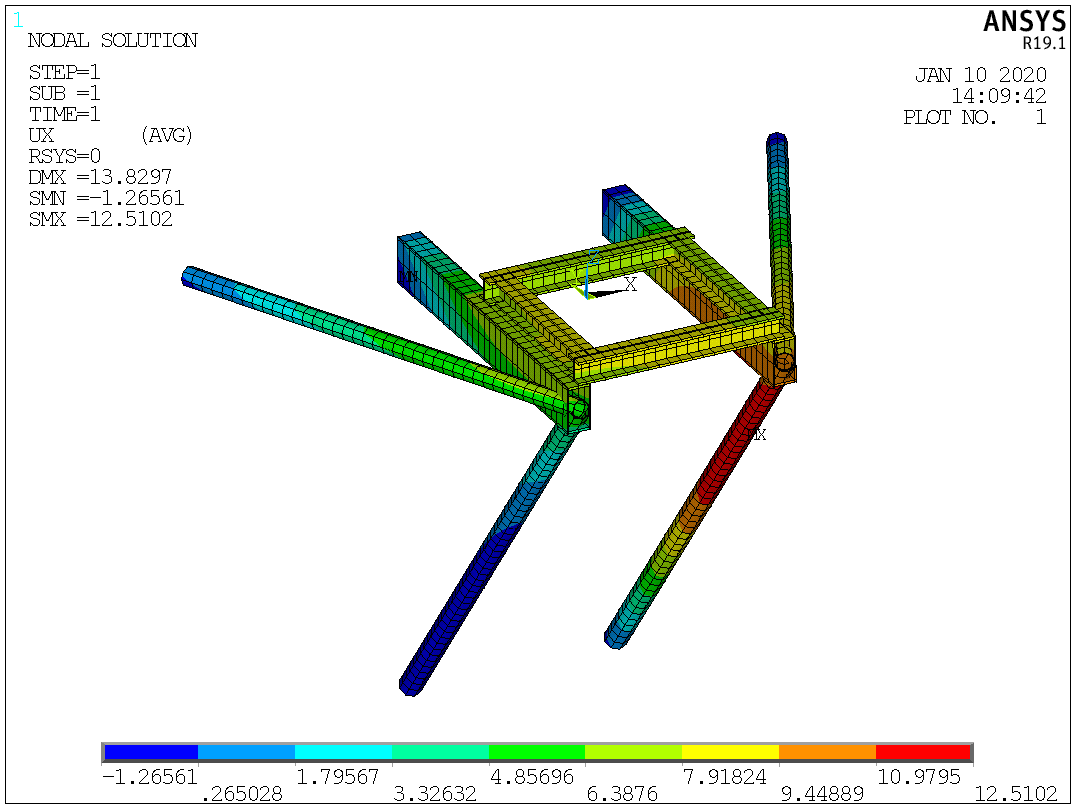 1
NODAL SOLUTION
STEP=1
SUB =1
TIME=1
UX (AVG)
RSYS=0
DMX =13.8297
SMN =-1.26561
SMX =12.5102
ANSYS
R19.1
JAN 10 2020
14:09:42
PLOT NO. 1
MN
Z
X
MX
-1.26561 1.79567 4.85696 7.91824 10.9795
.265028 3.32632 6.3876 9.44889 12.5102